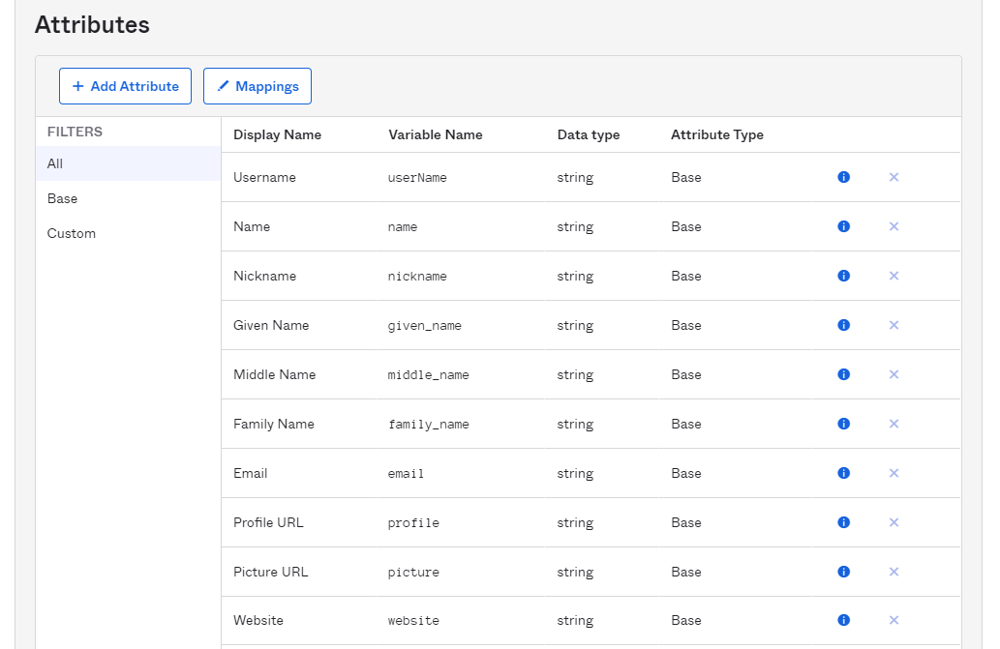 Attributes
+ Add Attribute Mappings
FILTERS
All
Base
Custom
Display Name Variable Name Data type Attribute Type
Username userName string Base
Name name string Base
Nickname nickname string Base
Given Name given_name string Base
Middle Name middle_name string Base
Family Name family_name string Base
Email email string Base
Profile URL profile string Base
Picture URL picture string Base
Website website string Base